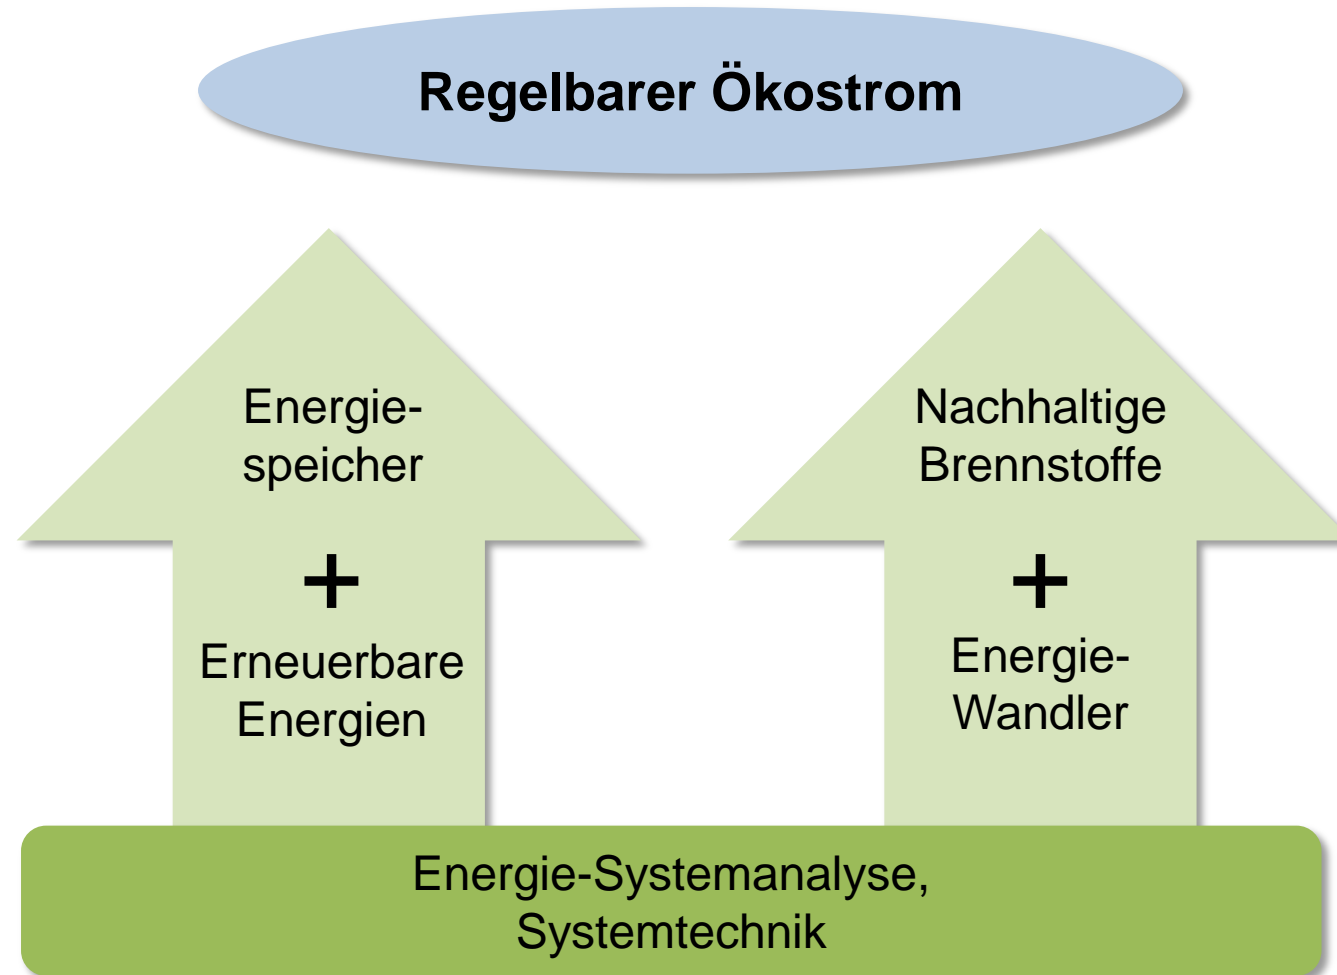 Regelbarer Ökostrom
Energie-
speicher
+
Erneuerbare
Energien
Nachhaltige
Brennstoffe
+
Energie-
Wandler
Energie-Systemanalyse,
Systemtechnik